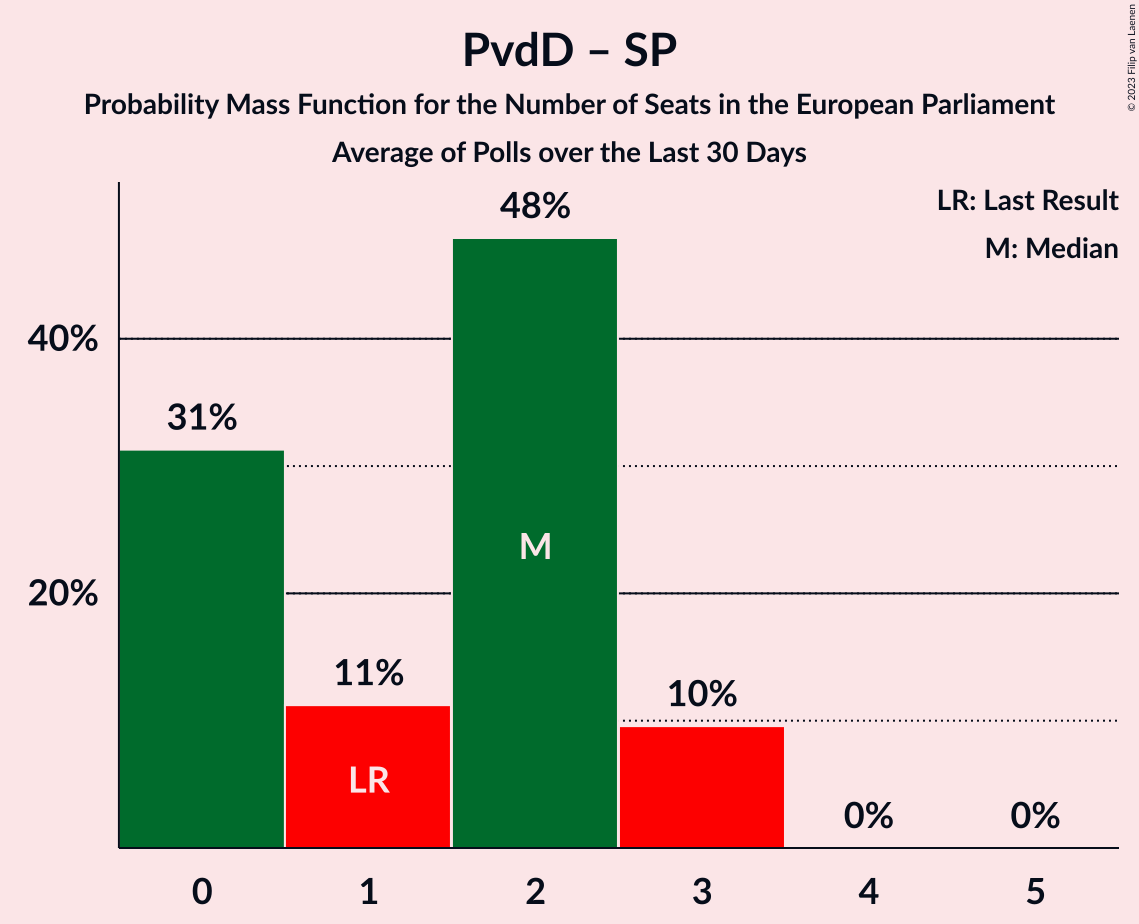 PvdD – SP
Probability Mass Function for the Number of Seats in the European Parliament
Average of Polls over the Last 30 Days
© 2023 Filip van Laenen
LR: Last Result
M: Median
48%
40%
31%
M
20%
11%
10%
LR
0%
0%
0
1
2
3
4
5